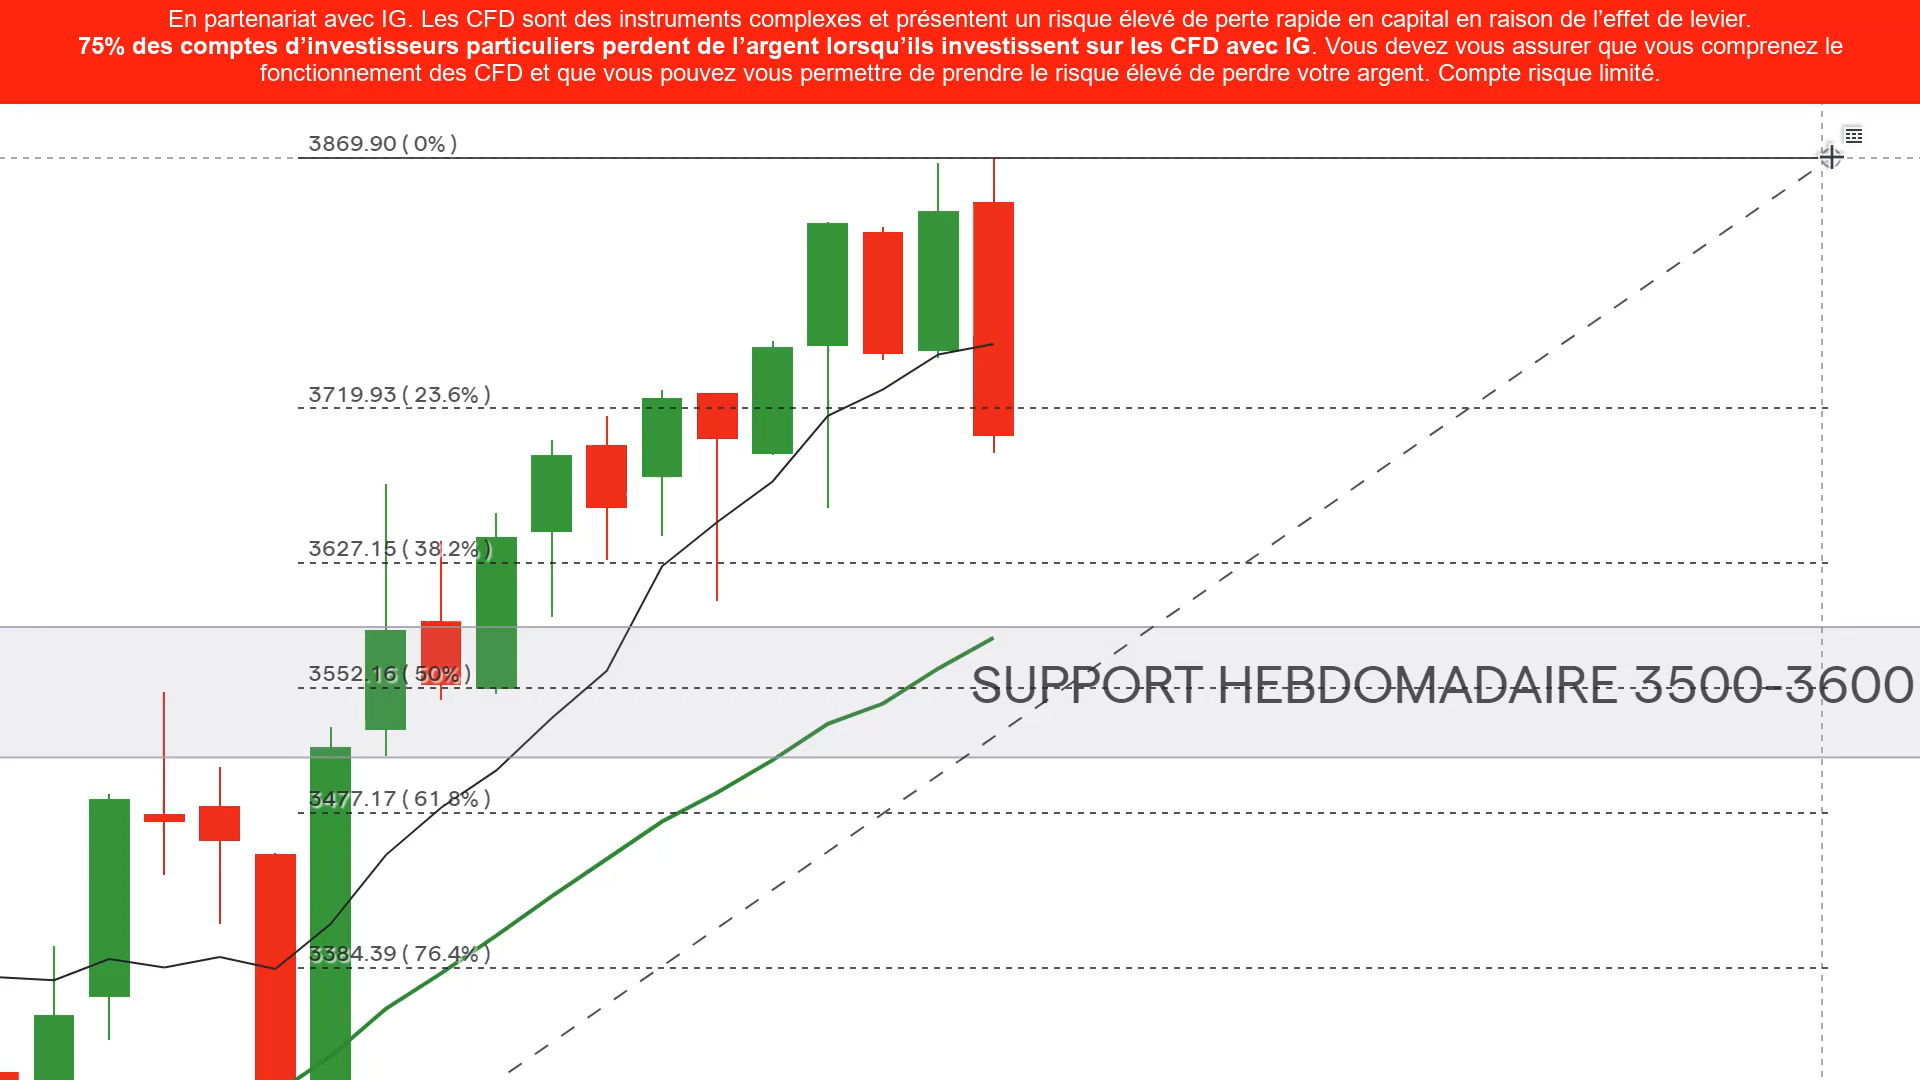 En partenariat avec IG. Les CFD sont des instruments complexes et présentent un risque élevé de perte rapide en capital en raison de l’effet de levier.
75% des comptes d’investisseurs particuliers perdent de l’argent lorsqu’ils investissent sur les CFD avec IG. Vous devez vous assurer que vous comprenez le
fonctionnement des CFD et que vous pouvez vous permettre de prendre le risque élevé de perdre votre argent. Compte risque limité.
3869.90 ( 0% )
3719.93 ( 23.6% )
3627.15 ( 38.2% )
3552.16 ( 50% )
SUPPORT HEBDOMADAIRE 3500-3600
3477.17 ( 61.8% )
3384.39 ( 76.4% )